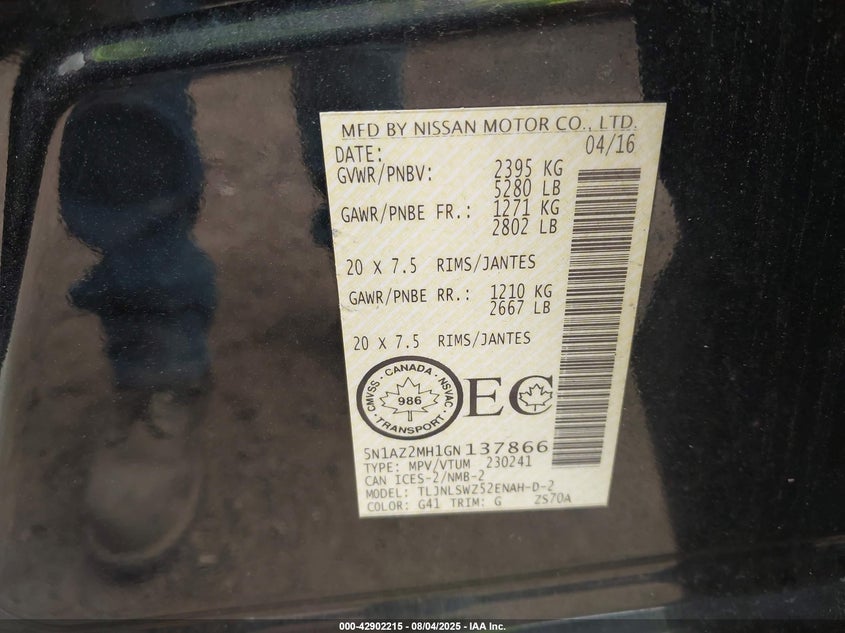 MFD BY NISSAN MOTOR CO., LTD.
DATE: 04/16
GVWR/PNBV: 2395 KG
5280 LB
GAWR/PNBE FR.: 1271 KG
2802 LB
20 X 7.5 RIMS/JANTES
GAWR/PNBE RR.: 1210 KG
2667 LB
20 X 7.5 RIMS/JANTES
CMVSS · CANADA · NSVAC
986
TRANSPORT
EC
5N1AZ2MH1GN137866
TYPE: MPV/VTUM 230241
CAN ICES-2/NMB-2
MODEL: TLJNLSWZ52ENAH-D-2
COLOR: G41 TRIM: G ZS70A
000-42902215 - 08/04/2025 - IAA Inc.